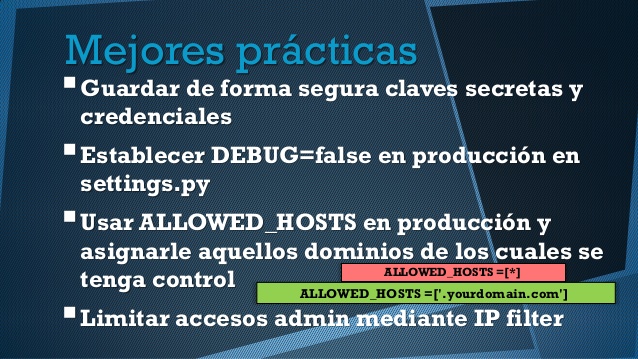 Mejores prácticas
Guardar de forma segura claves secretas y
credenciales
Establecer DEBUG=false en producción en
settings.py
Usar ALLOWED_HOSTS en producción y
asignarle aquellos dominios de los cuales se
tenga control
ALLOWED_HOSTS =[*]
ALLOWED_HOSTS =['.yourdomain.com']
Limitar accesos admin mediante IP filter